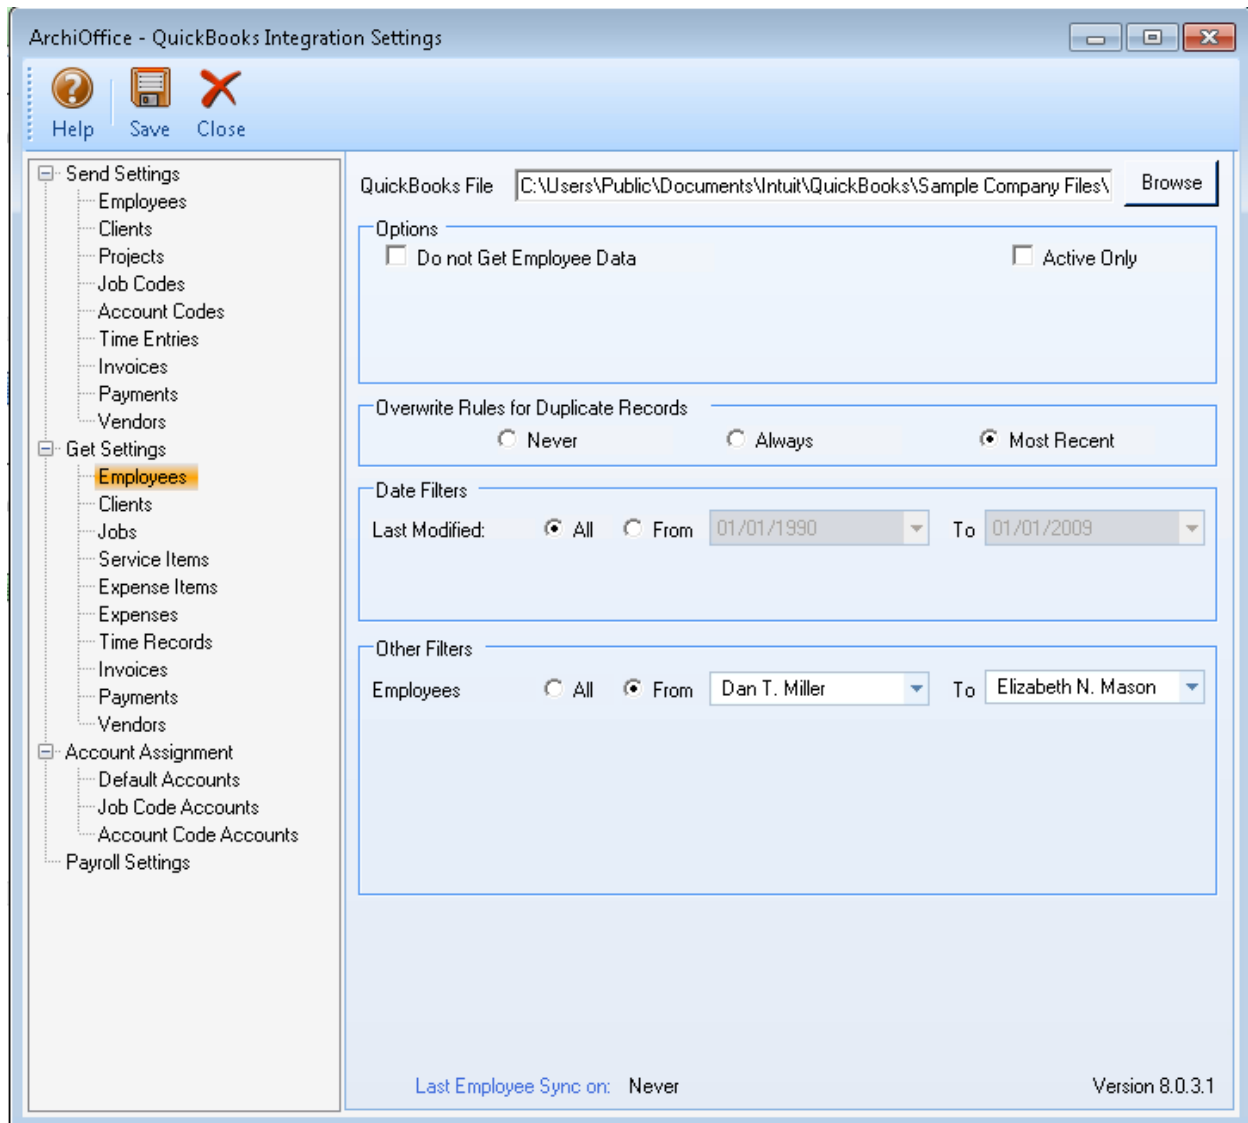 ArchiOffice - QuickBooks Integration Settings
Help Save Close
Send Settings
Employees
Clients
Projects
Job Codes
Account Codes
Time Entries
Invoices
Payments
Vendors
Get Settings
Employees
Clients
Jobs
Service Items
Expense Items
Expenses
Time Records
Invoices
Payments
Vendors
Account Assignment
Default Accounts
Job Code Accounts
Account Code Accounts
Payroll Settings
QuickBooks File C:\Users\Public\Documents\Intuit\QuickBooks\Sample Company Files\ Browse
Options
Do not Get Employee Data Active Only
Overwrite Rules for Duplicate Records
Never Always Most Recent
Date Filters
Last Modified: All From 01/01/1990 To 01/01/2009
Other Filters
Employees All From Dan T. Miller To Elizabeth N. Mason
Last Employee Sync on: Never Version 8.0.3.1